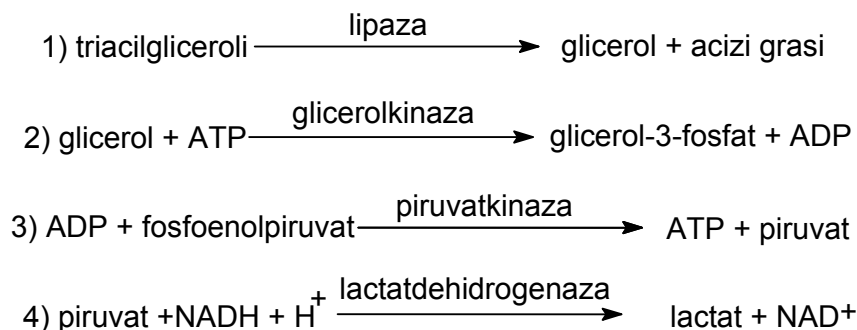 1) triacilgliceroli lipaza glicerol + acizi grasi
2) glicerol + ATP glicerolkinaza glicerol-3-fosfat + ADP
3) ADP + fosfoenolpiruvat piruvatkinaza ATP + piruvat
4) piruvat +NADH + H+ lactatdehidrogenaza lactat + NAD+